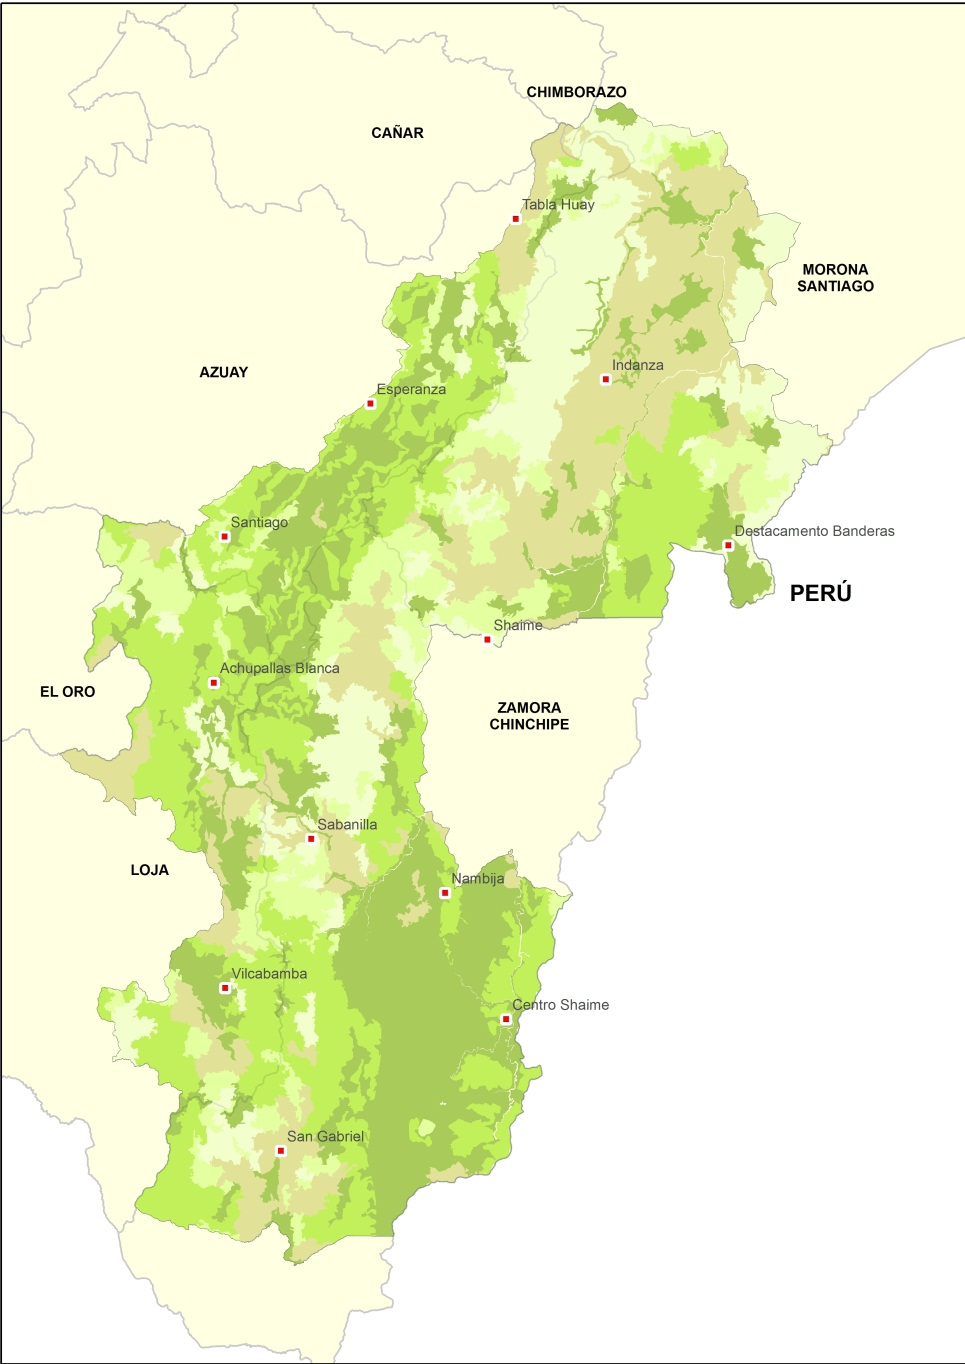 CHIMBORAZO
CAÑAR
Tabla Huay
MORONA
SANTIAGO
Indanza
AZUAY
Esperanza
Santiago
Destacamento Banderas
PERÚ
Shaime
Achupallas Blanca
EL ORO
ZAMORA
CHINCHIPE
Sabanilla
LOJA
Nambija
Vilcabamba
Centro Shaime
San Gabriel